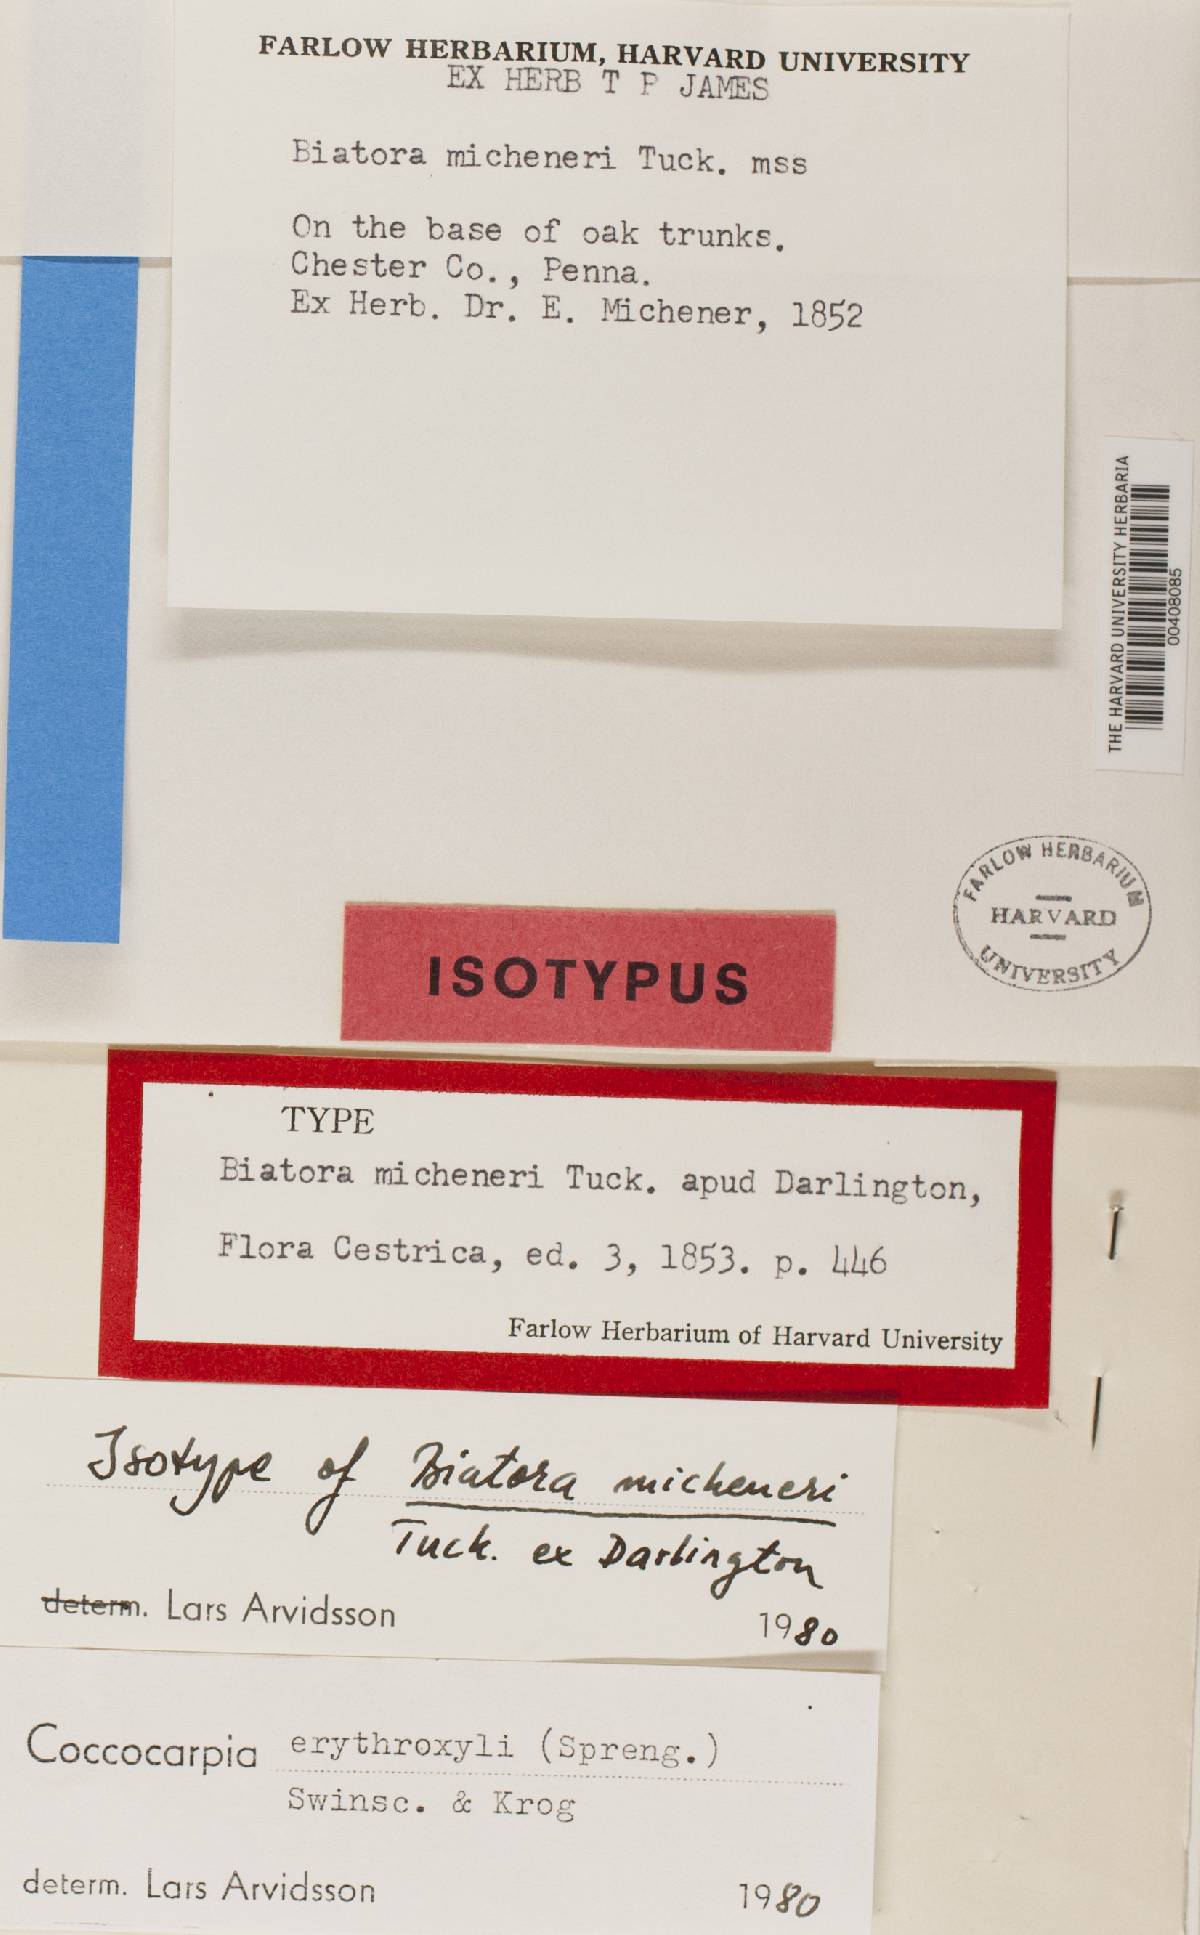 FARLOW HERBARIUM, HARVARD UNIVERSITY
EX HERB T P JAMES
Biatora micheneri Tuck. mss
On the base of oak trunks.
Chester Co., Penna.
Ex Herb. Dr. E. Michener, 1852
THE HARVARD UNIVERSITY HERBARIA
00408085
FARLOW HERBARIUM
HARVARD
UNIVERSITY
ISOTYPUS
TYPE
Biatora micheneri Tuck. apud Darlington,
Flora Cestrica, ed. 3, 1853. p. 446
Farlow Herbarium of Harvard University
Isotype of Biatora micheneri
Tuck. ex Darlington
determ. Lars Arvidsson 1980
Coccocarpia erythroxyli (Spreng.)
Swinsc. & Krog
determ. Lars Arvidsson 1980